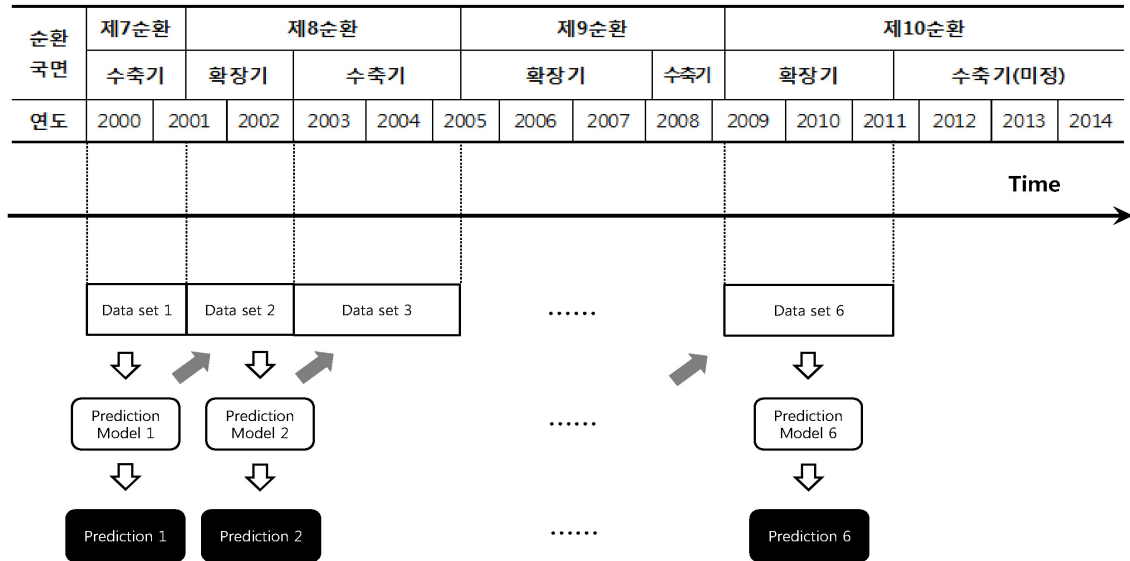 순환 국면 제7순환 제8순환 제9순환 제10순환
수축기 확장기 수축기 확장기 수축기 확장기 수축기(미정)
연도 2000 2001 2002 2003 2004 2005 2006 2007 2008 2009 2010 2011 2012 2013 2014
Time
Data set 1 Data set 2 Data set 3 ...... Data set 6
Prediction Model 1 Prediction Model 2 ...... Prediction Model 6
Prediction 1 Prediction 2 ...... Prediction 6